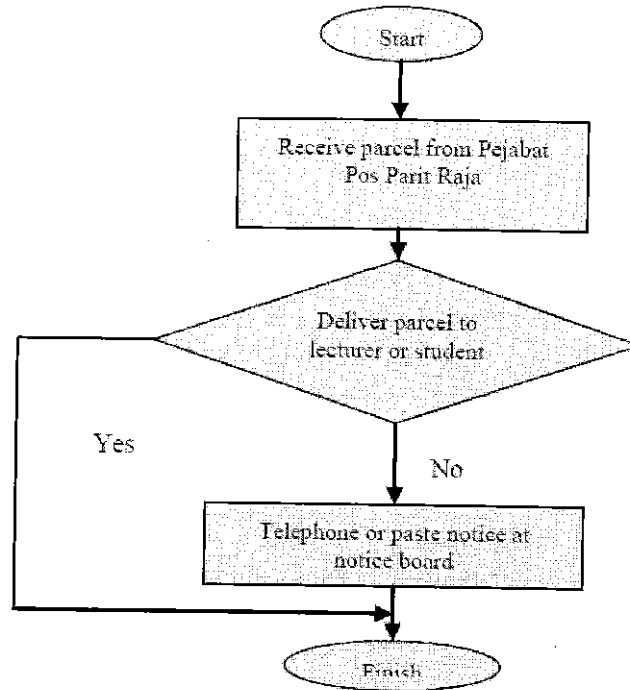 Start
Receive parcel from Pejabat
Pos Parit Raja
Deliver parcel to
lecturer or student
Yes
No
Telephone or paste notice at
notice board
Finish